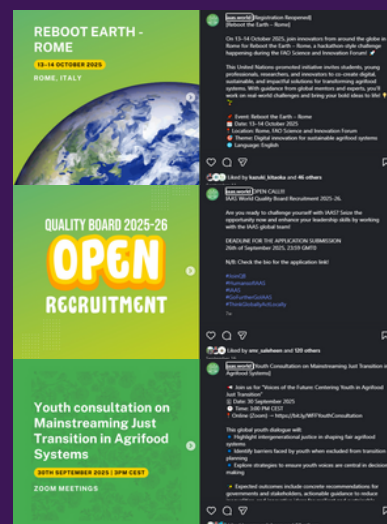 REBOOT EARTH -
ROME
13-14 OCTOBER 2025
ROME, ITALY
iaas.world [Registration Reopened]
[Reboot the Earth – Rome]
On 13–14 October 2025, join innovators from around the globe in
Rome for Reboot the Earth – Rome, a hackathon-style challenge
happening during the FAO Science and Innovation Forum!
This United Nations promoted initiative invites students, young
professionals, researchers, and innovators to co-create digital,
sustainable, and impactful solutions for transforming agrifood
systems. With guidance from global mentors and experts, you'll
work on real-world challenges and bring your bold ideas to life!
Event: Reboot the Earth – Rome
Date: 13–14 October 2025
Location: Rome, FAO Science and Innovation Forum
Theme: Digital innovation for sustainable agrifood systems
Language: English
Liked by kazuki_kitaoka and 46 others
QUALITY BOARD 2025-26
OPEN
RECRUITMENT
iaas.world OPEN CALL!!
IAAS World Quality Board Recruitment 2025-26.
Are you ready to challenge yourself with IAAS? Seize the
opportunity now and enhance your leadership skills by working
with the IAAS global team!
DEADLINE FOR THE APPLICATION SUBMISSION
26th of September 2025, 23:59 GMT0
N/B: Check the bio for the application link!
#JoinQB
#HumansofIAAS
#IAAS
#GoFurtherGoIAAS
#ThinkGloballyActLocally
Liked by and 120 others
Youth consultation on
Mainstreaming Just
Transition in Agrifood
Systems
30TH SEPTEMBER 2025 | 3PM CEST
ZOOM MEETINGS
iaas.world [Youth Consultation on Mainstreaming Just Transition in
Agrifood Systems]
Join us for "Voices of the Future: Centering Youth in Agrifood
Just Transition"
Date: 30 September 2025
Time: 3:00 PM CEST
Online (Zoom) →
This global youth dialogue will:
Highlight intergenerational justice in shaping fair agrifood
systems
Identify barriers faced by youth when excluded from transition
planning
Explore strategies to ensure youth voices are central in decision-
making
Expected outcomes include concrete recommendations for
governments and stakeholders, actionable guidance to reduce